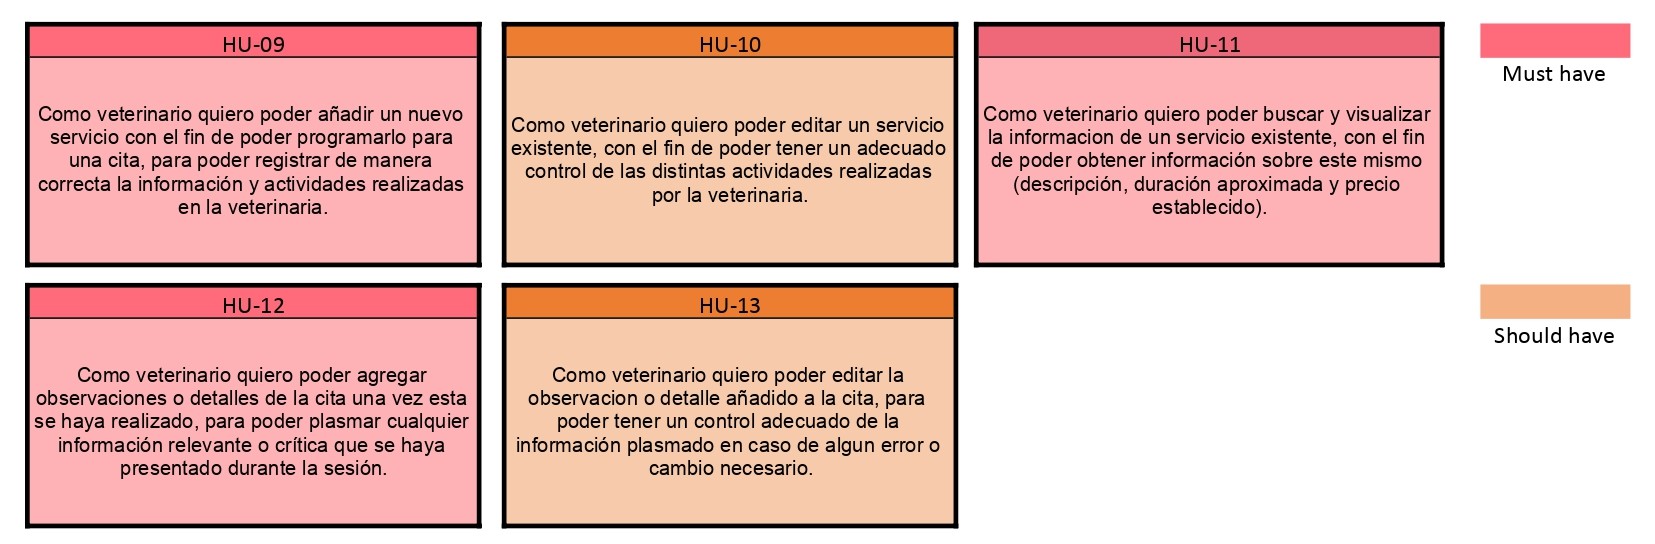 HU-09
Como veterinario quiero poder añadir un nuevo
servicio con el fin de poder programarlo para
una cita, para poder registrar de manera
correcta la información y actividades realizadas
en la veterinaria.
HU-10
Como veterinario quiero poder editar un servicio
existente, con el fin de poder tener un adecuado
control de las distintas actividades realizadas
por la veterinaria.
HU-11
Como veterinario quiero poder buscar y visualizar
la informacion de un servicio existente, con el fin
de poder obtener información sobre este mismo
(descripción, duración aproximada y precio
establecido).
Must have
HU-12
Como veterinario quiero poder agregar
observaciones o detalles de la cita una vez esta
se haya realizado, para poder plasmar cualquier
información relevante o crítica que se haya
presentado durante la sesión.
HU-13
Como veterinario quiero poder editar la
observacion o detalle añadido a la cita, para
poder tener un control adecuado de la
información plasmado en caso de algun error o
cambio necesario.
Should have